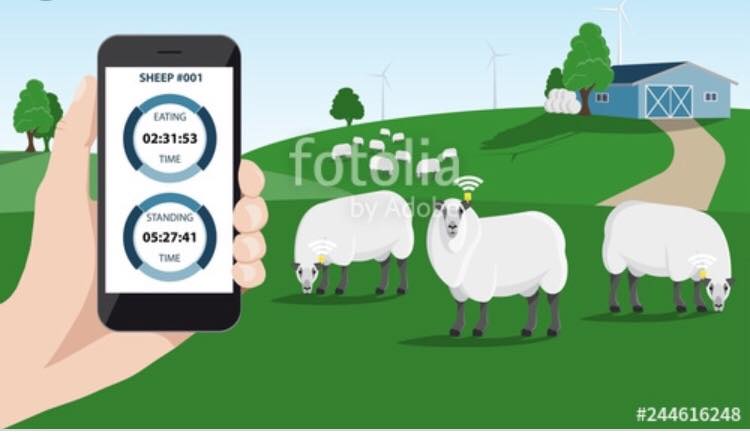 SHEEP #001
EATING
02:31:53
TIME
STANDING
05:27:41
TIME
fotolia
by Adobe
#244616248